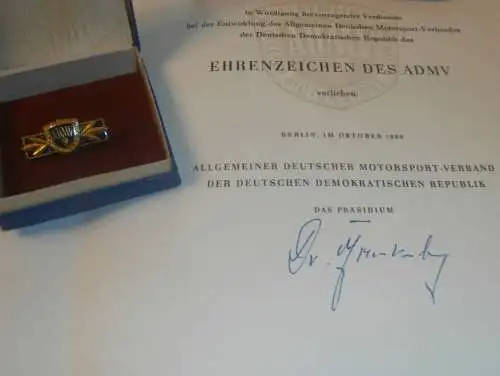 in Würdigung hervorragender Verdienste
bei der Entwicklung des Allgemeinen Deutschen Motorsport-Verbandes
der Deutschen Demokratischen Republik das
EHRENZEICHEN DES ADMV
verliehen.
BERLIN, IM OKTOBER
ALLGEMEINER DEUTSCHER MOTORSPORT-VERBAND
DER DEUTSCHEN DEMOKRATISCHEN REPUBLIK
DAS PRÄSIDIUM
Dr.